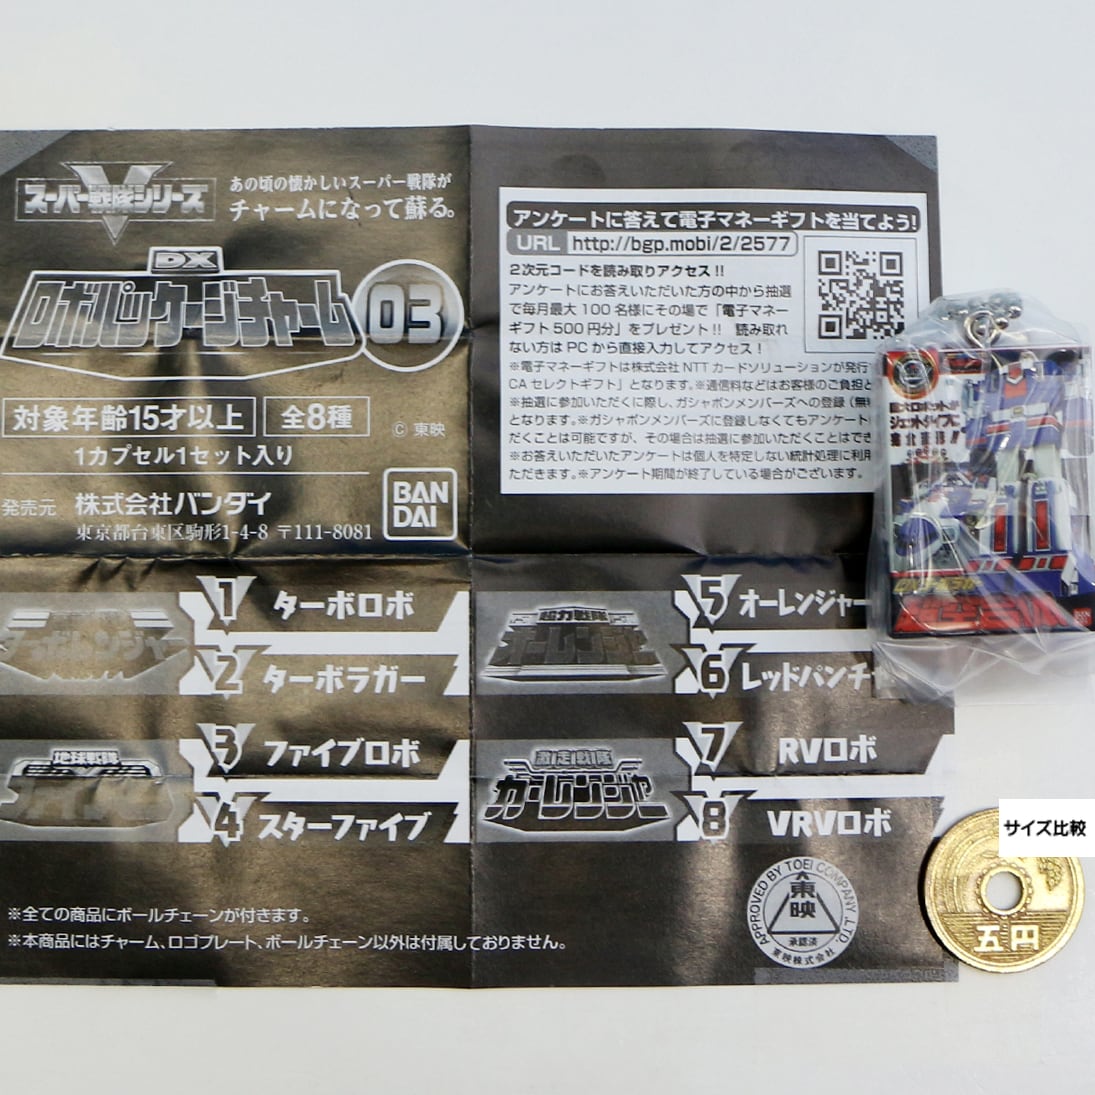 スーパー戦隊シリーズ
あの頃の懐かしいスーパー戦隊が
チャームになって蘇る。
DX
ロボパッケージチャーム 03
対象年齢15才以上 全8種
1カプセル1セット入り
© 東映
発売元 株式会社バンダイ
東京都台東区駒形1-4-8 〒111-8081
BAN
DAI
アンケートに答えて電子マネーギフトを当てよう!
URL http://bgp.mobi/2/2577
2次元コードを読み取りアクセス!!
アンケートにお答えいただいた方の中から抽選
で毎月最大100名様にその場で「電子マネー
ギフト500円分」をプレゼント!! 読み取れ
ない方はPCから直接入力してアクセス!
※電子マネーギフトは株式会社NTTカードソリューションが発行
CAセレクトギフト」となります。※通信料などはお客様のご負担と
※抽選に参加いただくに際し、ガシャポンメンバーズへの登録(無
となります。※ガシャポンメンバーズに登録しなくてもアンケート
だくことは可能ですが、その場合は抽選に参加いただくことはでき
※お答えいただいたアンケートは個人を特定しない統計処理に利用
ただきます。※アンケート期間が終了している場合がございます。
ターボレンジャー
1 ターボロボ
2 ターボラガー
地球戦隊
ファイブマン
3 ファイブロボ
4 スターファイブ
超力戦隊
オーレンジャー
5 オーレンジャー
6 レッドパンチャ
激走戦隊
カーレンジャー
7 RVロボ
8 VRVロボ
※全ての商品にボールチェーンが付きます。
※本商品にはチャーム、ロゴプレート、ボールチェーン以外は付属しておりません。
APPROVED BY TOEI COMPANY, LTD.
東映
承認済
東映株式会社
サイズ比較
五円